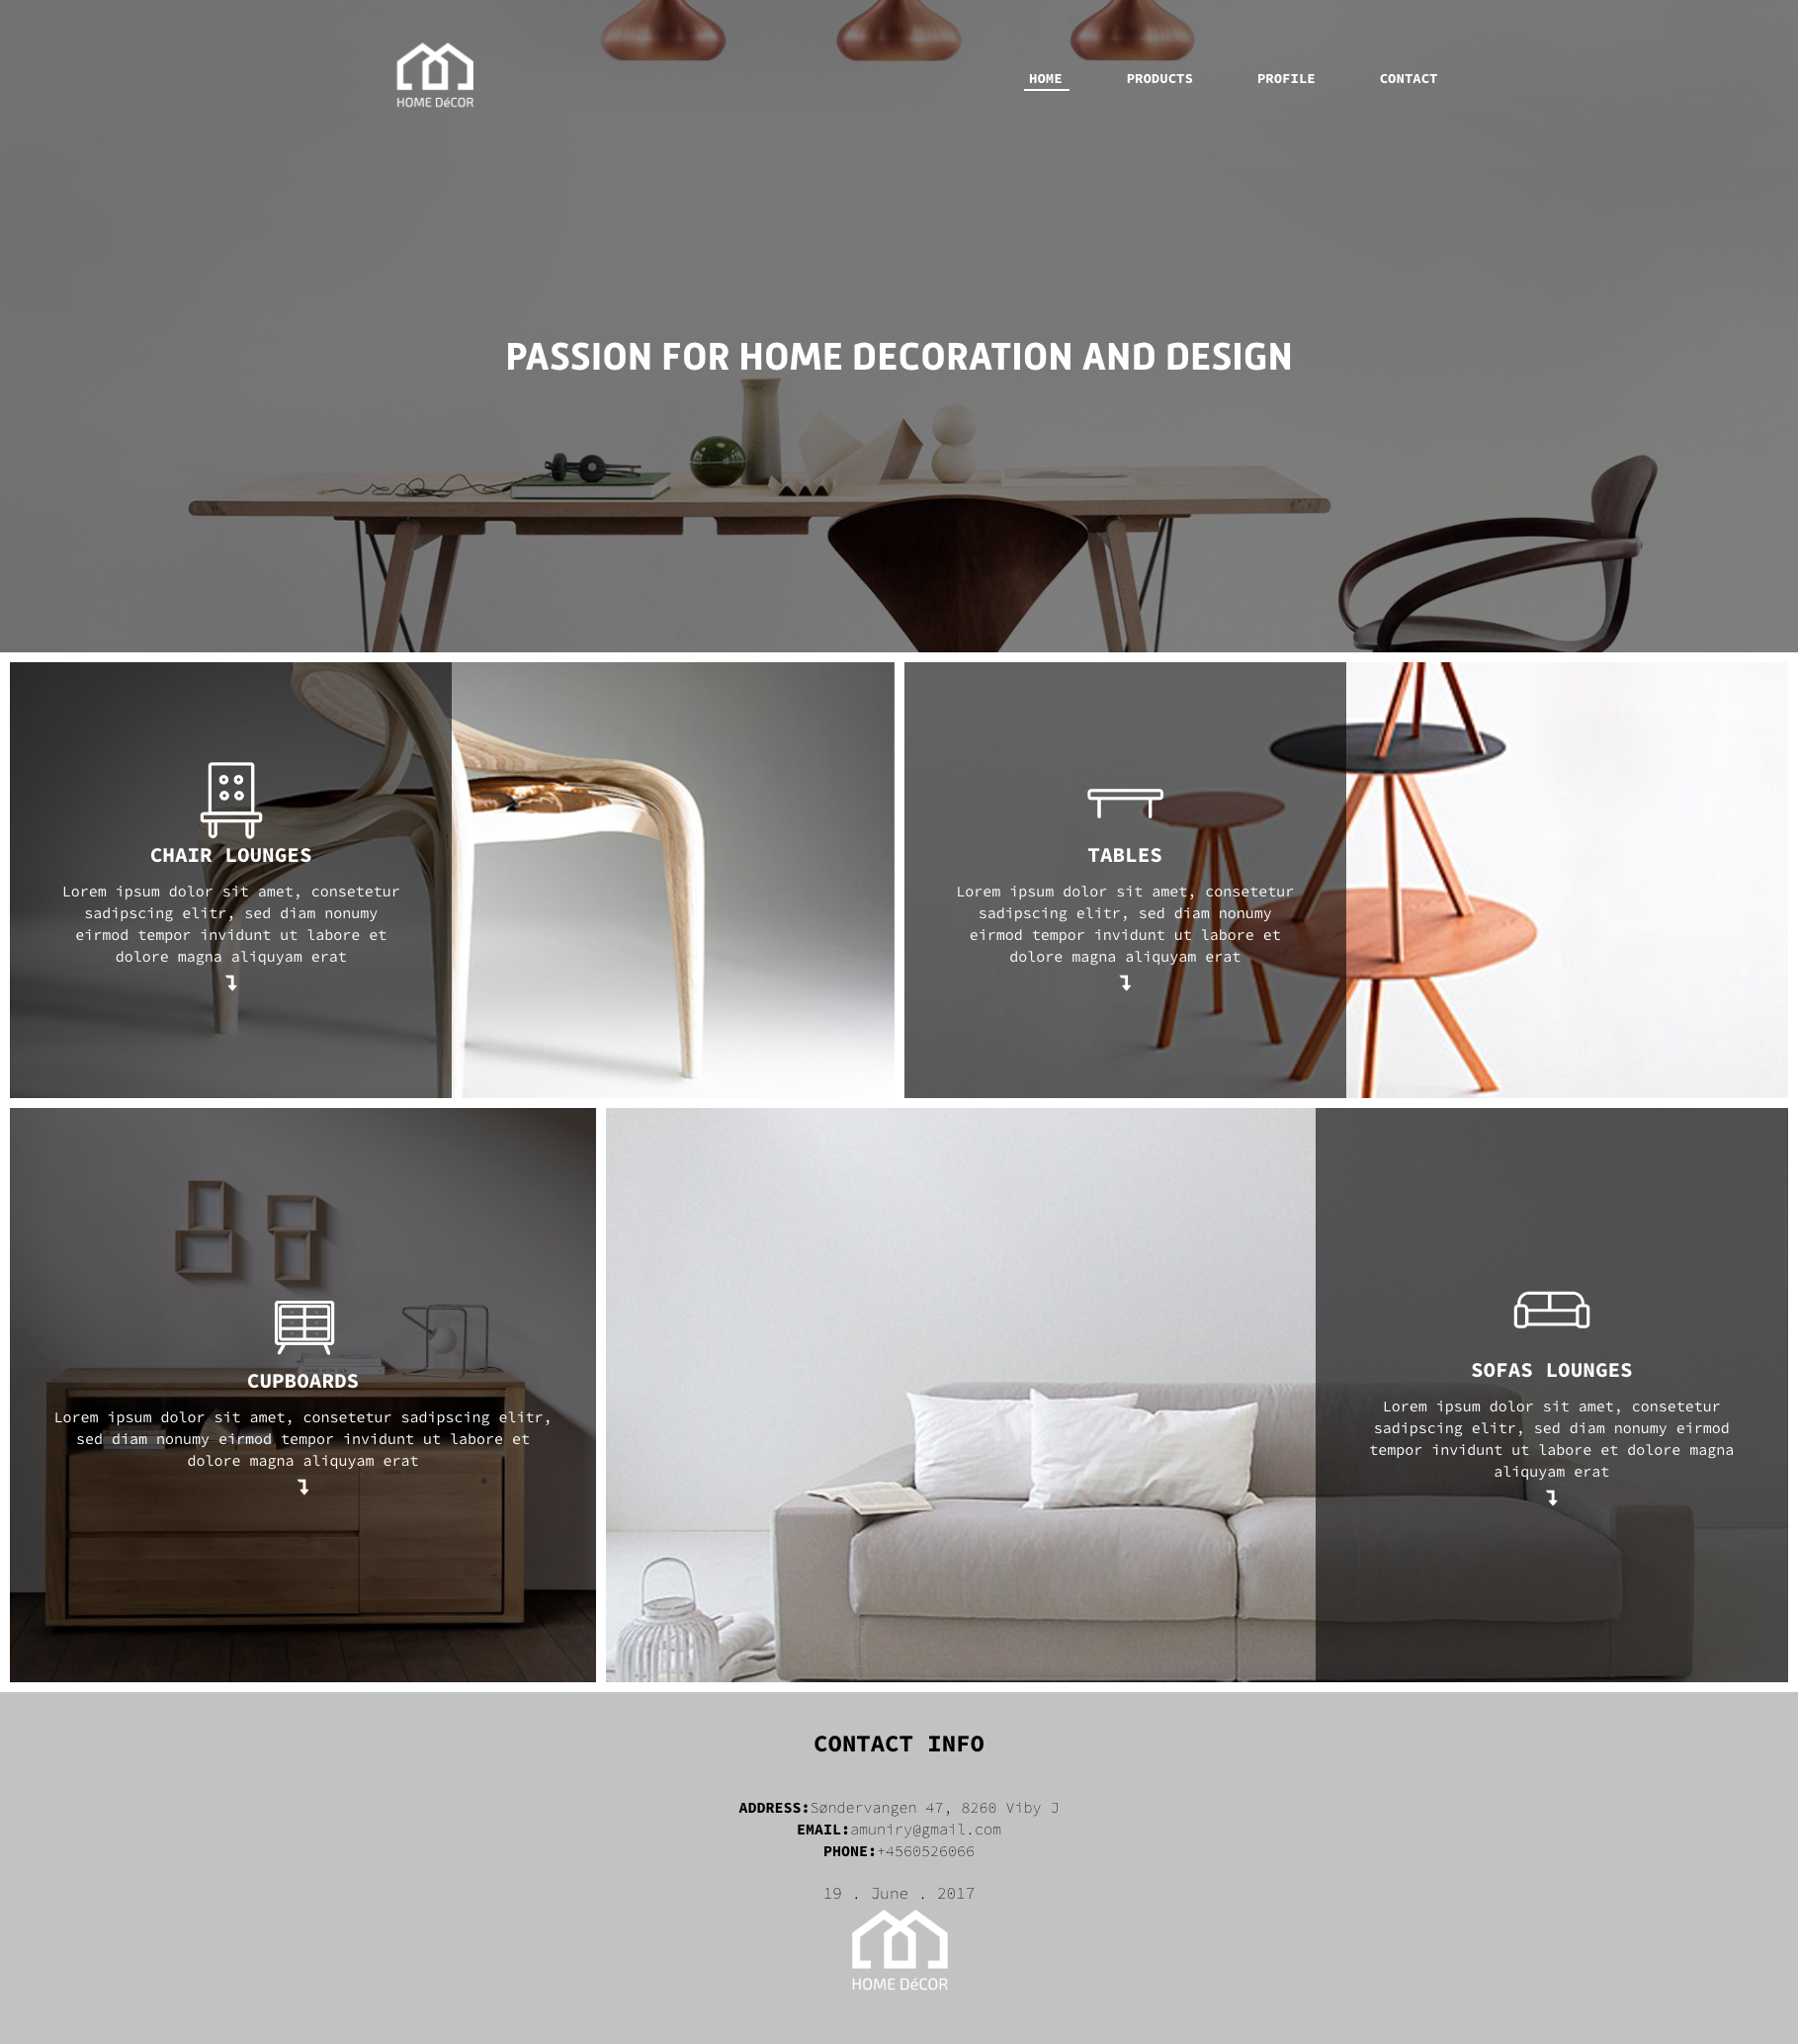 HOME DéCOR
HOME PRODUCTS PROFILE CONTACT
PASSION FOR HOME DECORATION AND DESIGN
CHAIR LOUNGES
Lorem ipsum dolor sit amet, consetetur
sadipscing elitr, sed diam nonumy
eirmod tempor invidunt ut labore et
dolore magna aliquyam erat
TABLES
Lorem ipsum dolor sit amet, consetetur
sadipscing elitr, sed diam nonumy
eirmod tempor invidunt ut labore et
dolore magna aliquyam erat
CUPBOARDS
Lorem ipsum dolor sit amet, consetetur sadipscing elitr,
sed diam nonumy eirmod tempor invidunt ut labore et
dolore magna aliquyam erat
SOFAS LOUNGES
Lorem ipsum dolor sit amet, consetetur
sadipscing elitr, sed diam nonumy eirmod
tempor invidunt ut labore et dolore magna
aliquyam erat
CONTACT INFO
ADDRESS:Søndervangen 47, 8260 Viby J
EMAIL:amuniry@gmail.com
PHONE:+4560526066
19 . June . 2017
HOME DéCOR